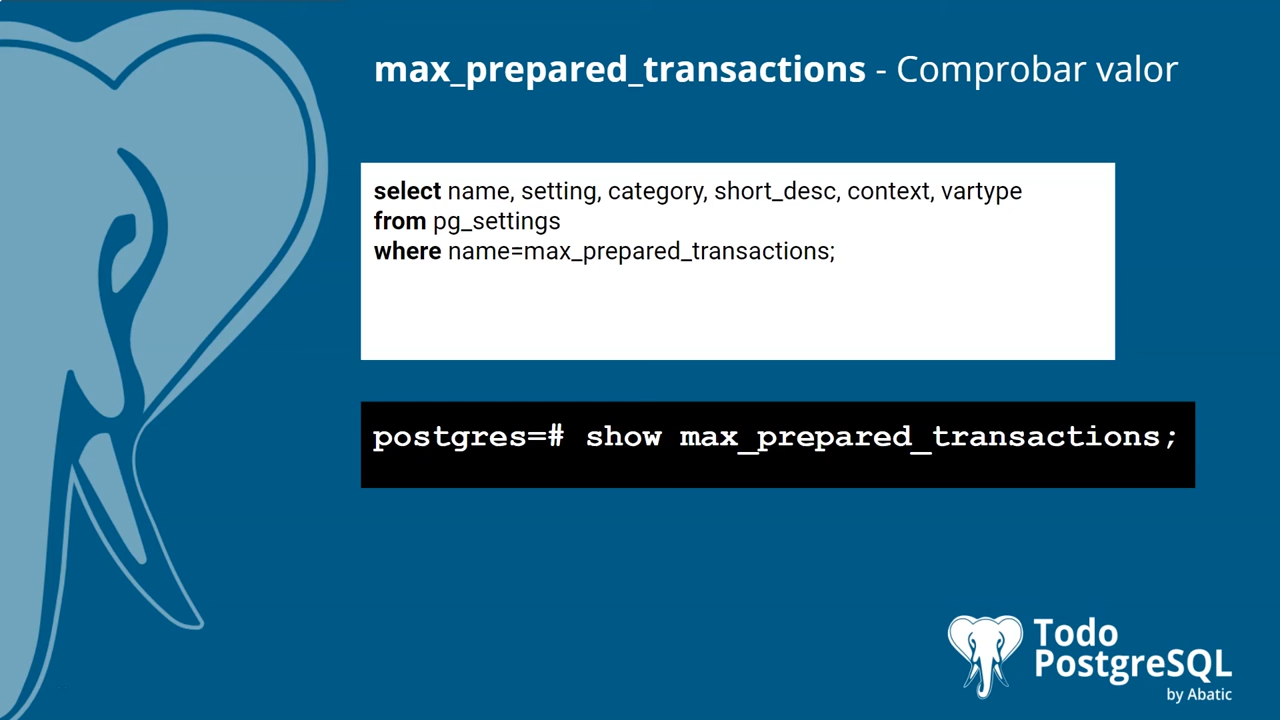 max_prepared_transactions - Comprobar valor
select name, setting, category, short_desc, context, vartype
from pg_settings
where name=max_prepared_transactions;
postgres=# show max_prepared_transactions;
Todo
PostgreSQL
by Abatic